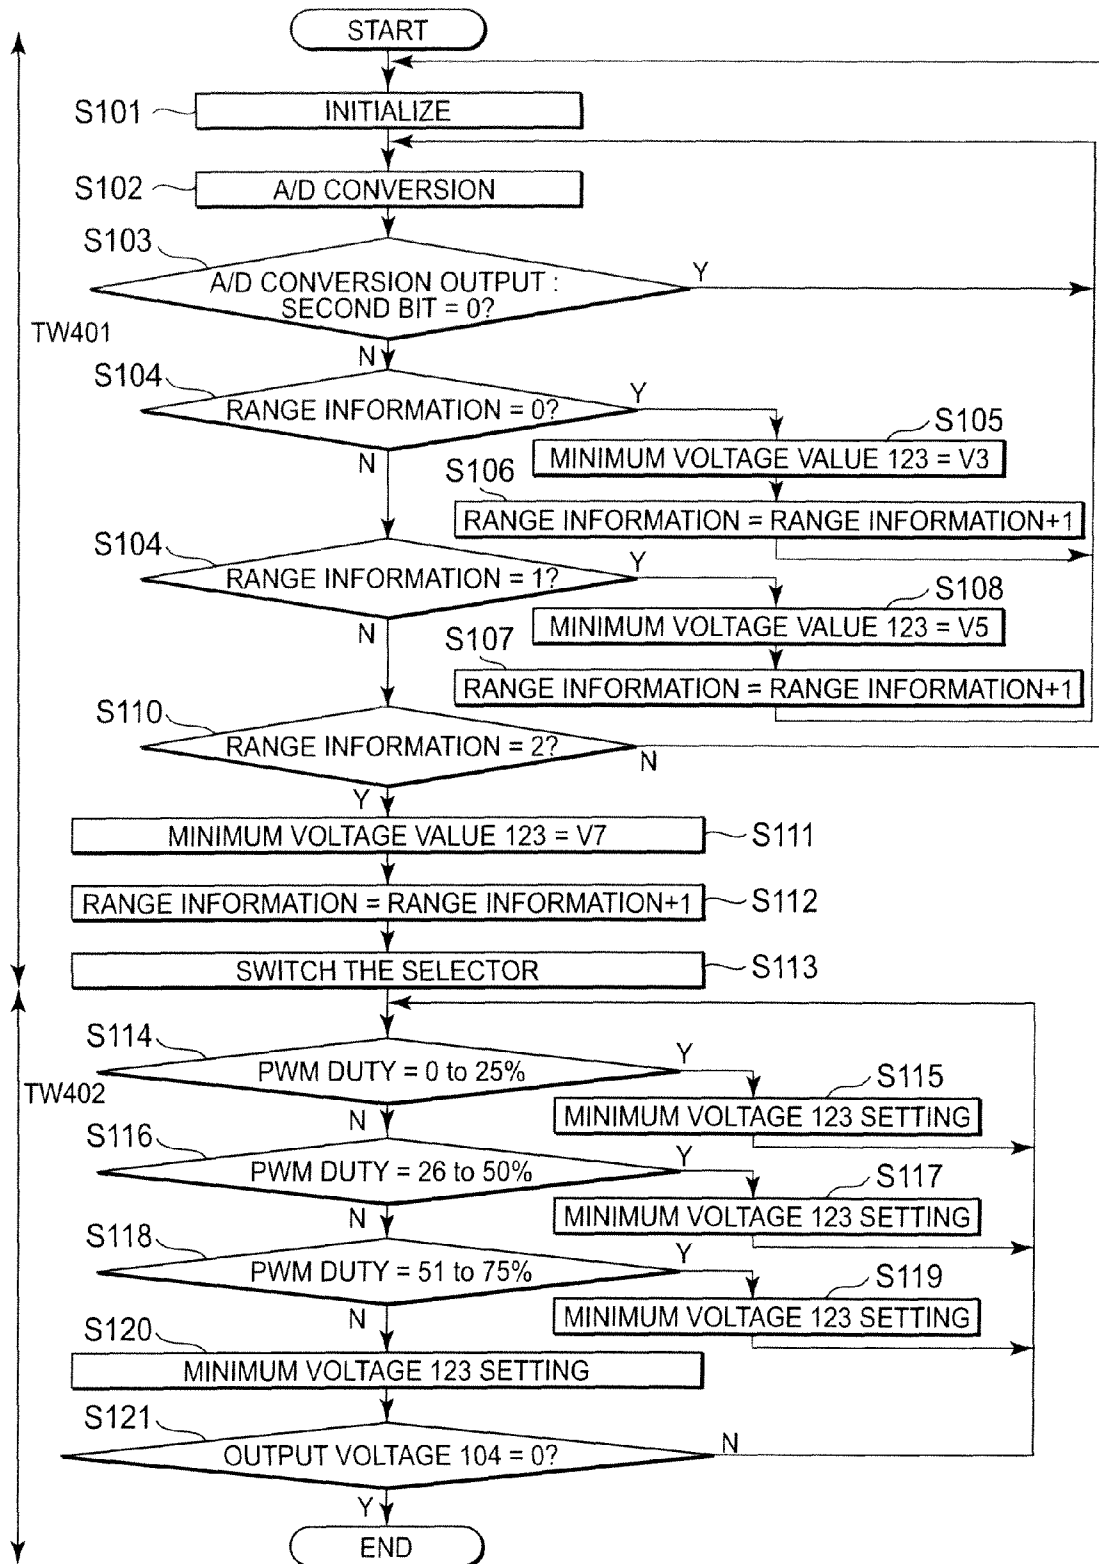 START
S101
INITIALIZE
S102
A/D CONVERSION
S103
A/D CONVERSION OUTPUT :
SECOND BIT = 0?
Y
TW401
N
S104
RANGE INFORMATION = 0?
Y
S105
MINIMUM VOLTAGE VALUE 123 = V3
N
S106
RANGE INFORMATION = RANGE INFORMATION+1
S104
RANGE INFORMATION = 1?
Y
S108
MINIMUM VOLTAGE VALUE 123 = V5
N
S107
RANGE INFORMATION = RANGE INFORMATION+1
S110
RANGE INFORMATION = 2?
N
Y
MINIMUM VOLTAGE VALUE 123 = V7
S111
RANGE INFORMATION = RANGE INFORMATION+1
S112
SWITCH THE SELECTOR
S113
S114
PWM DUTY = 0 to 25%
Y
TW402
S115
MINIMUM VOLTAGE 123 SETTING
N
S116
PWM DUTY = 26 to 50%
Y
S117
MINIMUM VOLTAGE 123 SETTING
N
S118
PWM DUTY = 51 to 75%
Y
S119
MINIMUM VOLTAGE 123 SETTING
N
S120
MINIMUM VOLTAGE 123 SETTING
S121
OUTPUT VOLTAGE 104 = 0?
N
Y
END